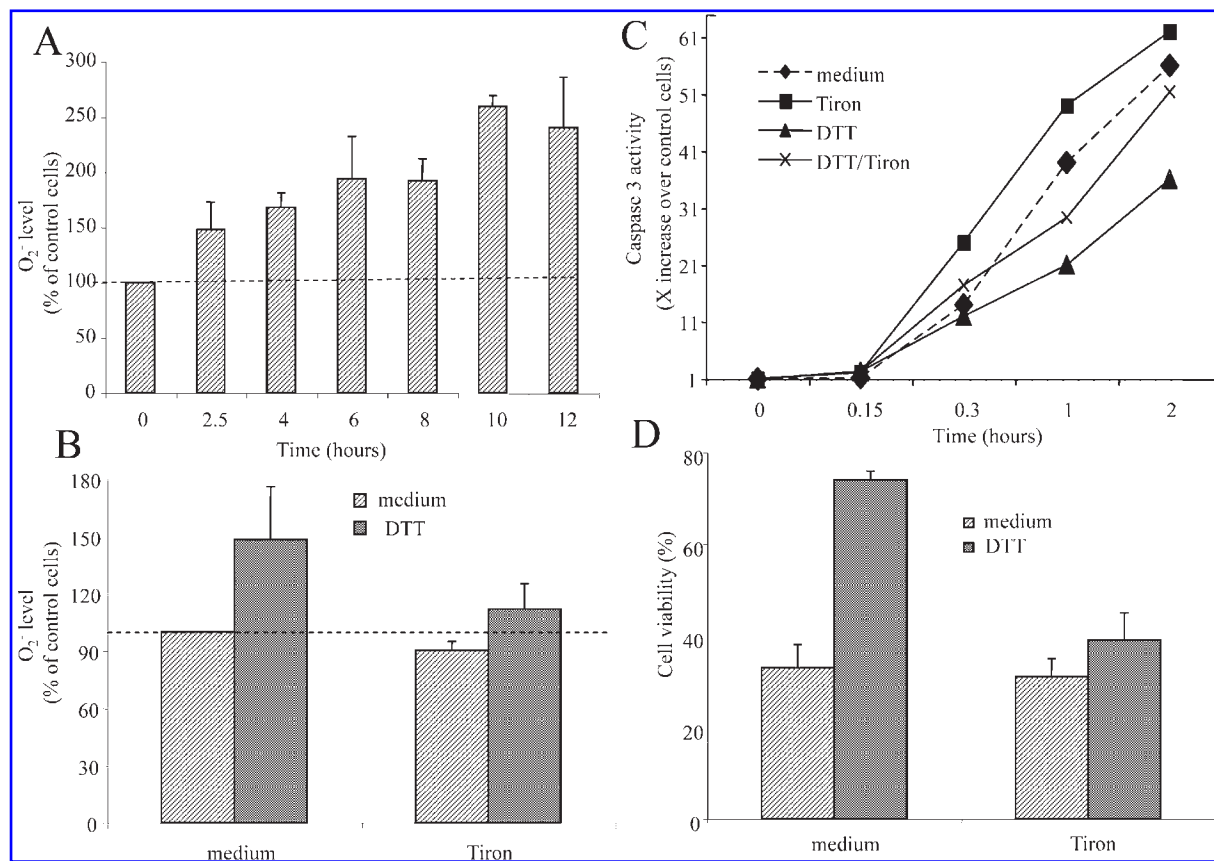 A
300
250
200
150
100
50
0
O2- level
(% of control cells)
0 2.5 4 6 8 10 12
Time (hours)
B
180
150
120
90
60
30
0
O2- level
(% of control cells)
medium
DTT
medium Tiron
C
61
51
41
31
21
11
1
Caspase 3 activity
(X increase over control cells)
medium
Tiron
DTT
DTT/Tiron
0 0.15 0.3 1 2
Time (hours)
D
80
60
40
20
0
Cell viability (%)
medium
DTT
medium Tiron